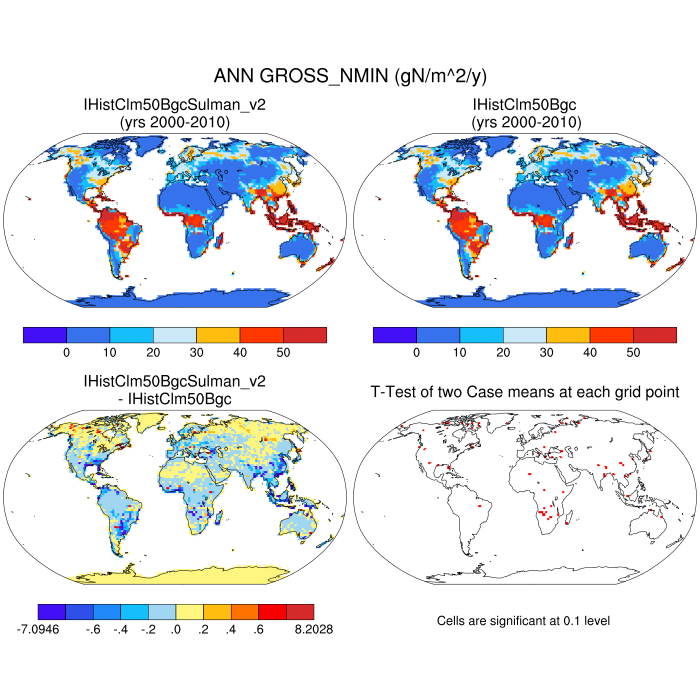 ANN GROSS_NMIN (gN/m^2/y)
IHistClm50BgcSulman_v2
(yrs 2000-2010)
IHistClm50Bgc
(yrs 2000-2010)
0 10 20 30 40 50
0 10 20 30 40 50
IHistClm50BgcSulman_v2
- IHistClm50Bgc
T-Test of two Case means at each grid point
-7.0946 -.6 -.4 -.2 .0 .2 .4 .6 8.2028
Cells are significant at 0.1 level